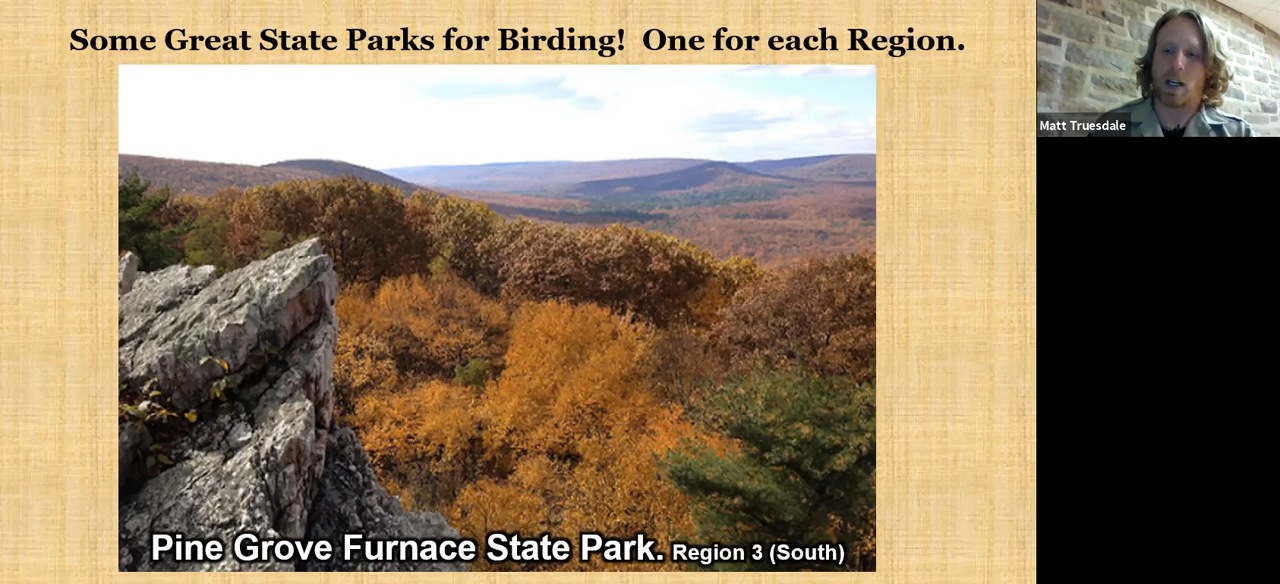 Some Great State Parks for Birding!  One for each Region.
Matt Truesdale
Pine Grove Furnace State Park. Region 3 (South)